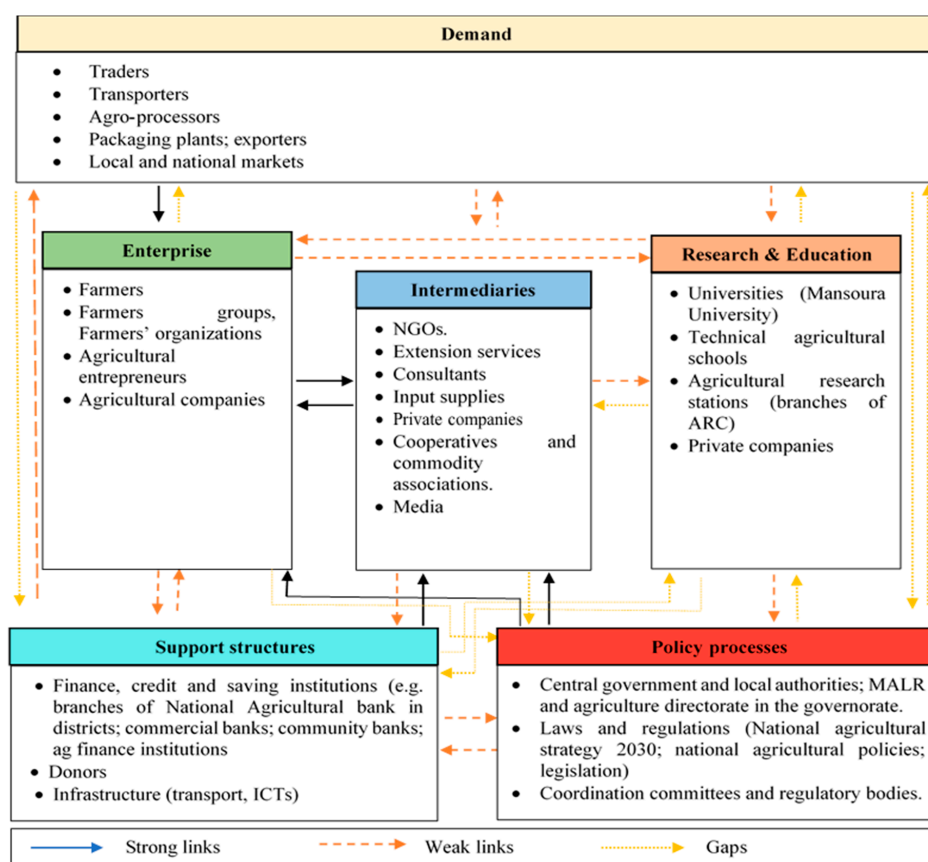 Demand
Traders
Transporters
Agro-processors
Packaging plants; exporters
Local and national markets
Enterprise
Farmers
Farmers groups,
Farmers' organizations
Agricultural
entrepreneurs
Agricultural companies
Intermediaries
NGOs.
Extension services
Consultants
Input supplies
Private companies
Cooperatives and
commodity
associations.
Media
Research & Education
Universities (Mansoura
University)
Technical agricultural
schools
Agricultural research
stations (branches of
ARC)
Private companies
Support structures
Finance, credit and saving institutions (e.g.
branches of National Agricultural bank in
districts; commercial banks; community banks;
ag finance institutions
Donors
Infrastructure (transport, ICTs)
Policy processes
Central government and local authorities; MALR
and agriculture directorate in the governorate.
Laws and regulations (National agricultural
strategy 2030; national agricultural policies;
legislation)
Coordination committees and regulatory bodies.
Strong links
Weak links
Gaps